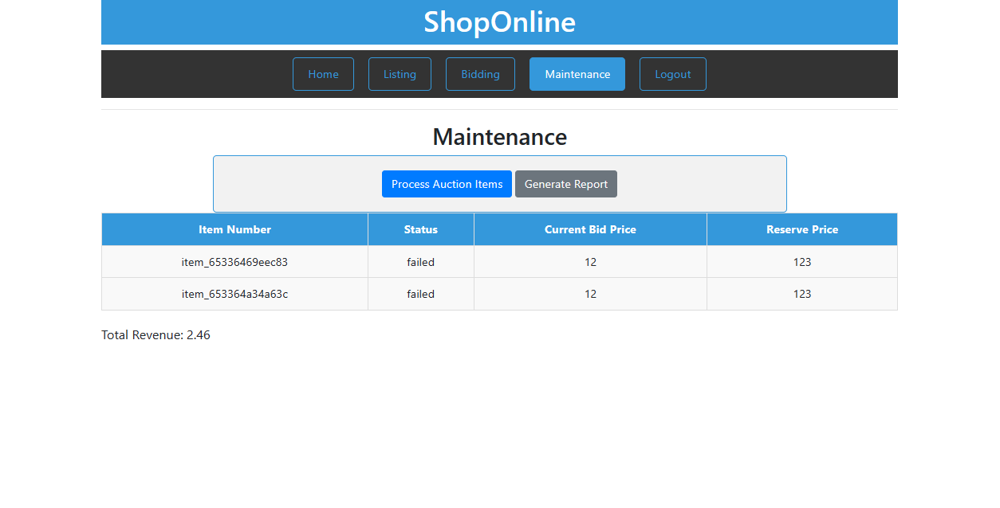 ShopOnline
Home Listing Bidding Maintenance Logout
Maintenance
Process Auction Items Generate Report
Item Number Status Current Bid Price Reserve Price
item_65336469eec83 failed 12 123
item_653364a34a63c failed 12 123
Total Revenue: 2.46